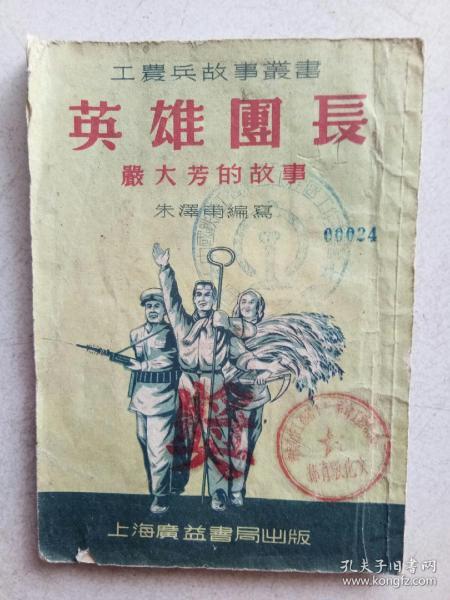 工農兵故事叢書
英雄團長
嚴大芳的故事
朱澤甫編寫
00024
上海廣益書局出版
孔夫子旧书网
www.kongfz.com